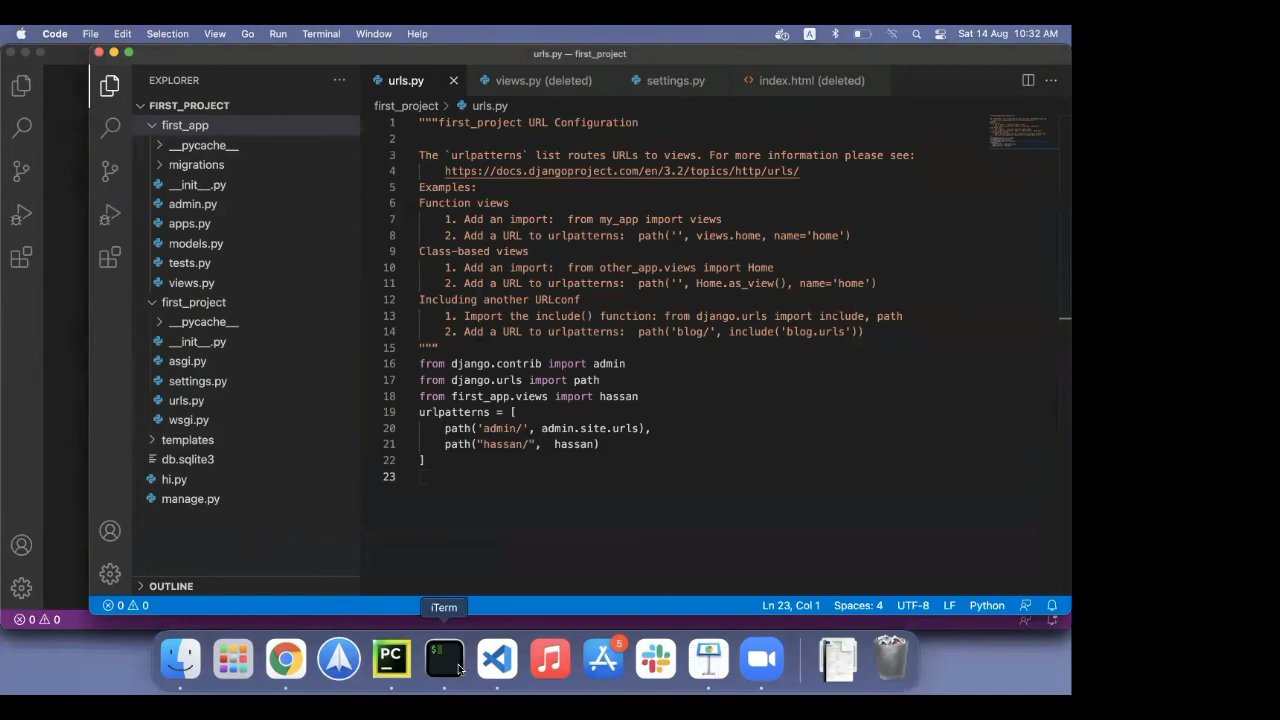 Code File Edit Selection View Go Run Terminal Window Help
A
Sat 14 Aug 10:32 AM
urls.py — first_project
EXPLORER
FIRST_PROJECT
first_app
__pycache__
migrations
__init__.py
admin.py
apps.py
models.py
tests.py
views.py
first_project
__pycache__
__init__.py
asgi.py
settings.py
urls.py
wsgi.py
templates
db.sqlite3
hi.py
manage.py
OUTLINE
urls.py
views.py (deleted)
settings.py
index.html (deleted)
first_project > urls.py
1 """first_project URL Configuration
2
3 The `urlpatterns` list routes URLs to views. For more information please see:
4 https://docs.djangoproject.com/en/3.2/topics/http/urls/
5 Examples:
6 Function views
7 1. Add an import:  from my_app import views
8 2. Add a URL to urlpatterns:  path('', views.home, name='home')
9 Class-based views
10 1. Add an import:  from other_app.views import Home
11 2. Add a URL to urlpatterns:  path('', Home.as_view(), name='home')
12 Including another URLconf
13 1. Import the include() function: from django.urls import include, path
14 2. Add a URL to urlpatterns:  path('blog/', include('blog.urls'))
15 """
16 from django.contrib import admin
17 from django.urls import path
18 from first_app.views import hassan
19 urlpatterns = [
20 path('admin/', admin.site.urls),
21 path("hassan/",  hassan)
22 ]
23
0 0
Ln 23, Col 1 Spaces: 4 UTF-8 LF Python
0 0
iTerm
PC
$
5